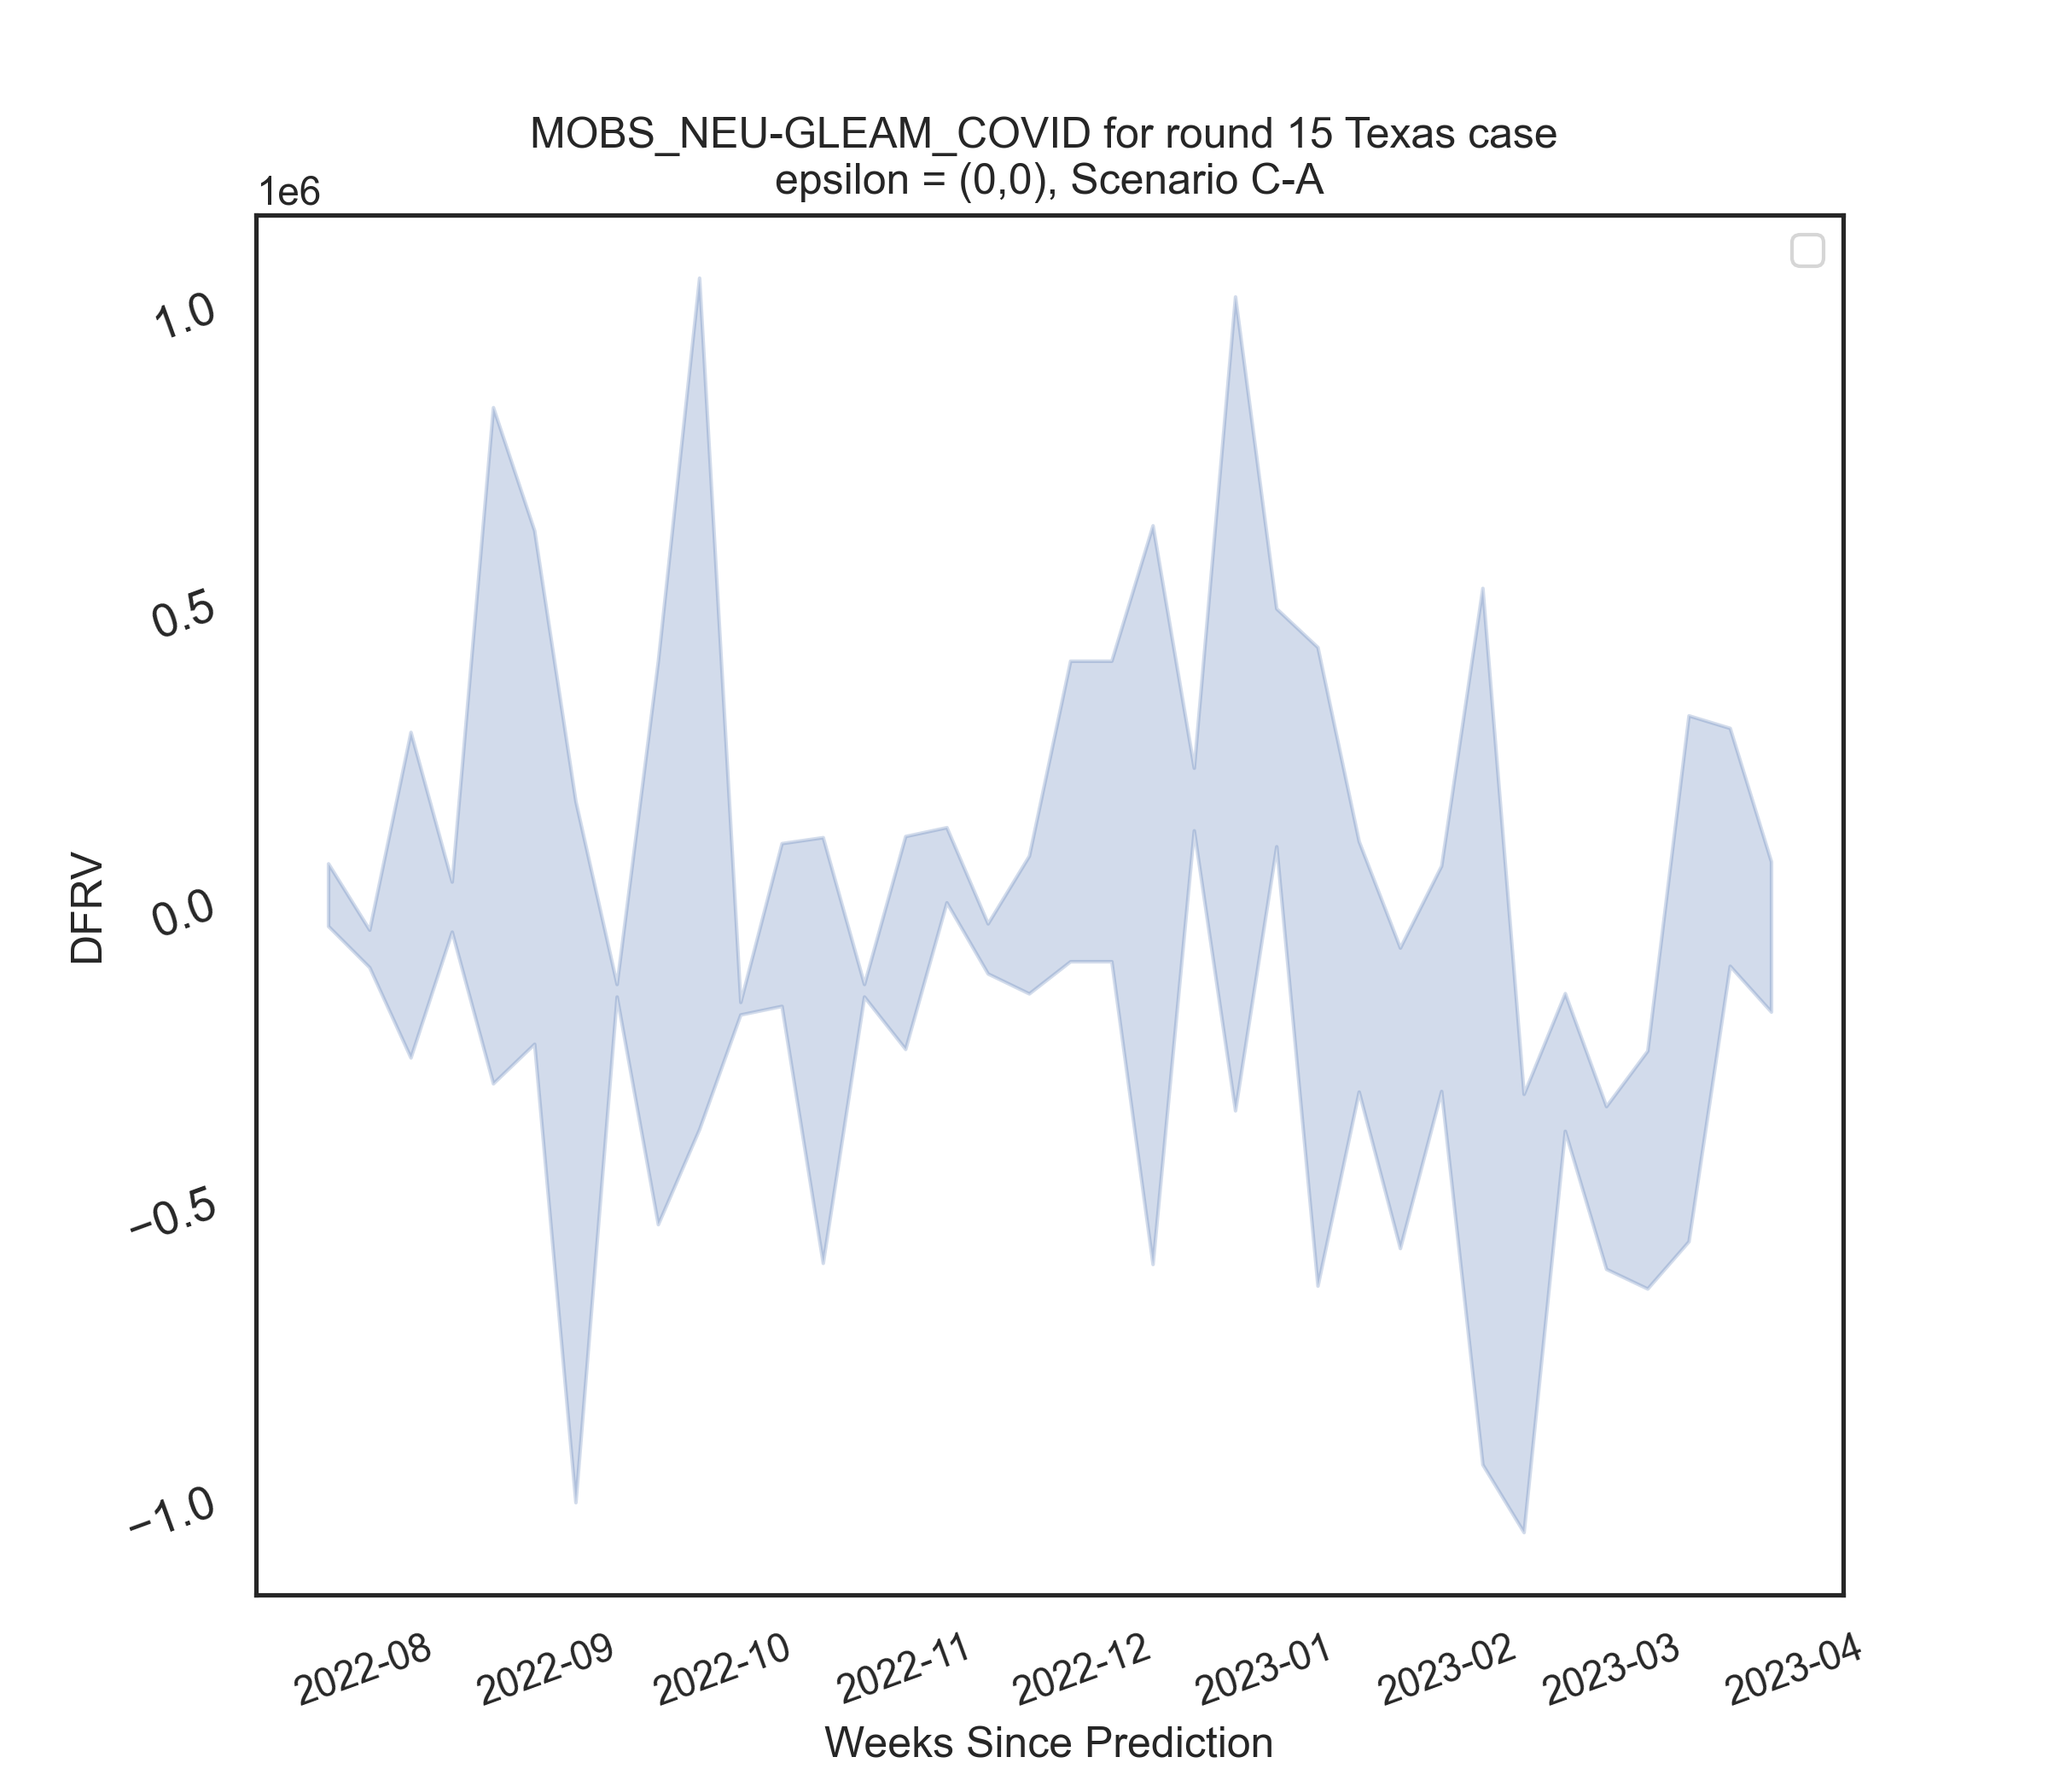 MOBS_NEU-GLEAM_COVID for round 15 Texas case
epsilon = (0,0), Scenario C-A
1e6
1.0
0.5
0.0
−0.5
−1.0
DFRV
2022-08
2022-09
2022-10
2022-11
2022-12
2023-01
2023-02
2023-03
2023-04
Weeks Since Prediction